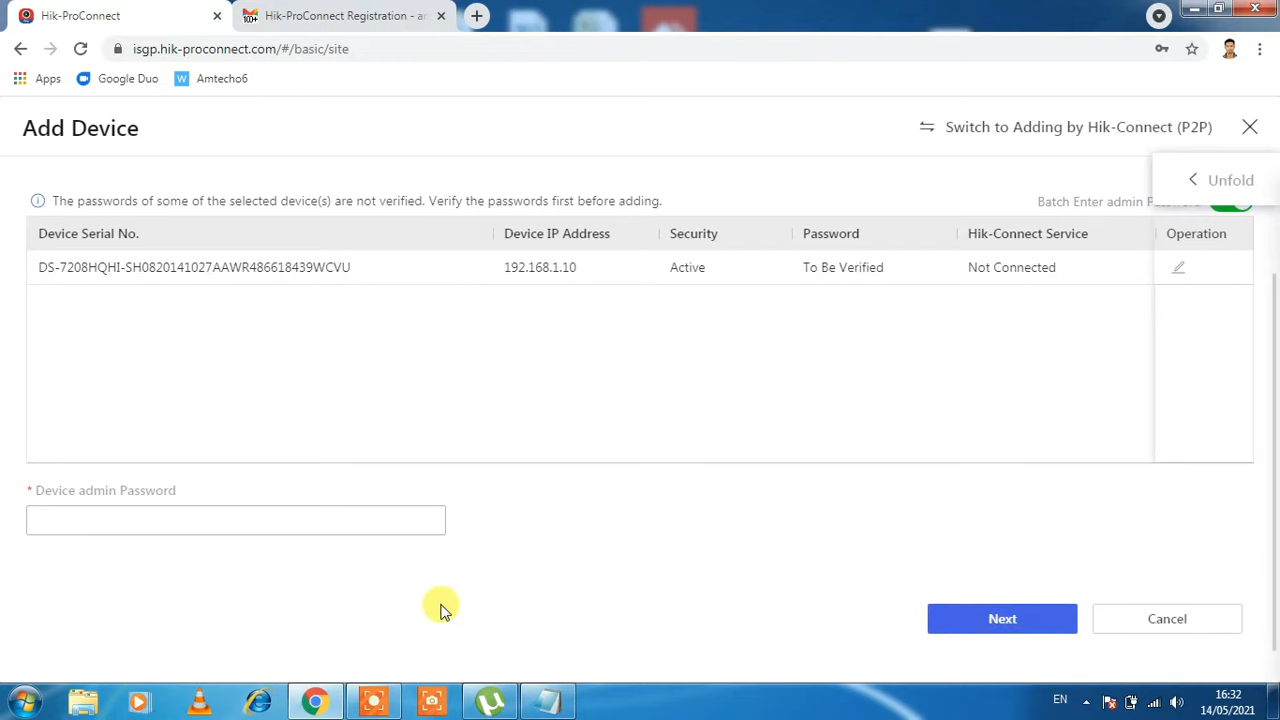 Hik-ProConnect
100+
Hik-ProConnect Registration - an
isgp.hik-proconnect.com/#/basic/site
Apps
Google Duo
W
Amtecho6
Add Device
Switch to Adding by Hik-Connect (P2P)
Unfold
The passwords of some of the selected device(s) are not verified. Verify the passwords first before adding.
Batch Enter admin
Device Serial No.
Device IP Address
Security
Password
Hik-Connect Service
Operation
DS-7208HQHI-SH0820141027AAWR486618439WCVU
192.168.1.10
Active
To Be Verified
Not Connected
* Device admin Password
Next
Cancel
EN
16:32
14/05/2021